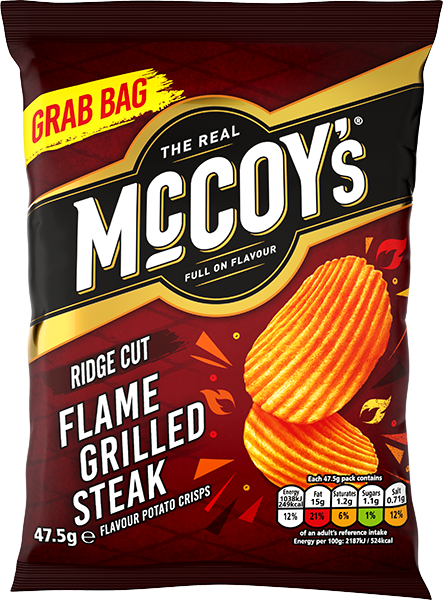 GRAB BAG
THE REAL
McCOY's®
FULL ON FLAVOUR
RIDGE CUT
FLAME
GRILLED
STEAK
FLAVOUR POTATO CRISPS
47.5g ℮
Each 47.5g pack contains
Energy 1038kJ 249kcal 12%
Fat 15g 21%
Saturates 1.2g 6%
Sugars 1.1g 1%
Salt 0.71g 12%
of an adult's reference intake
Energy per 100g: 2187kJ / 524kcal